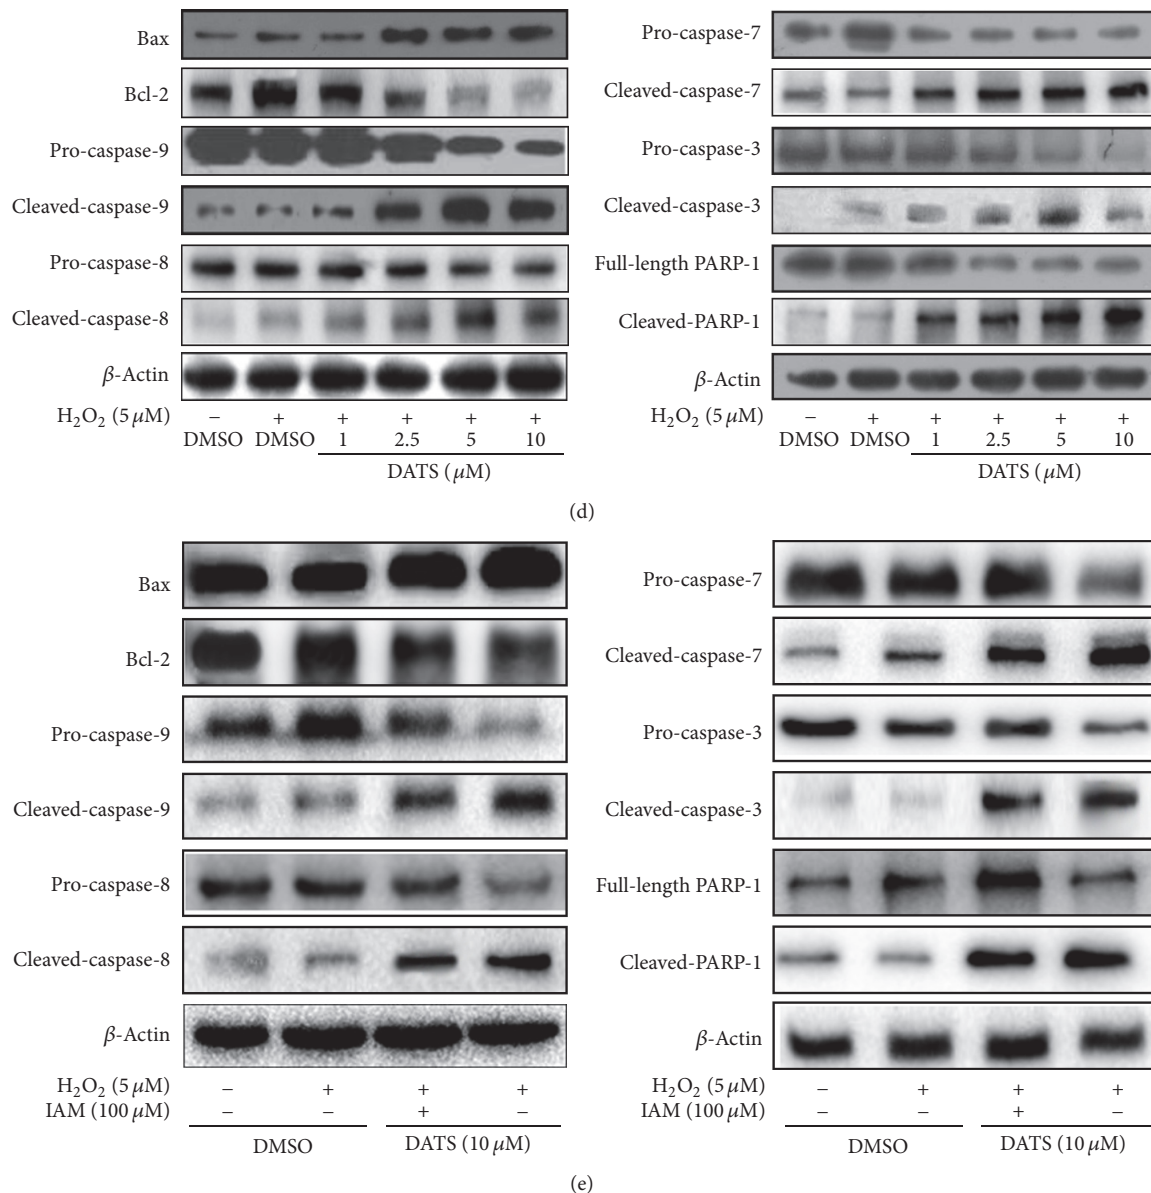 Bax
Bcl-2
Pro-caspase-9
Cleaved-caspase-9
Pro-caspase-8
Cleaved-caspase-8
β-Actin
H₂O₂ (5 μM) − + + + + +
DMSO DMSO 1 2.5 5 10
DATS (μM)
Pro-caspase-7
Cleaved-caspase-7
Pro-caspase-3
Cleaved-caspase-3
Full-length PARP-1
Cleaved-PARP-1
β-Actin
H₂O₂ (5 μM) − + + + + +
DMSO DMSO 1 2.5 5 10
DATS (μM)
(d)
Bax
Bcl-2
Pro-caspase-9
Cleaved-caspase-9
Pro-caspase-8
Cleaved-caspase-8
β-Actin
H₂O₂ (5 μM) − + + +
IAM (100 μM) − − + −
DMSO DATS (10 μM)
Pro-caspase-7
Cleaved-caspase-7
Pro-caspase-3
Cleaved-caspase-3
Full-length PARP-1
Cleaved-PARP-1
β-Actin
H₂O₂ (5 μM) − + + +
IAM (100 μM) − − + −
DMSO DATS (10 μM)
(e)